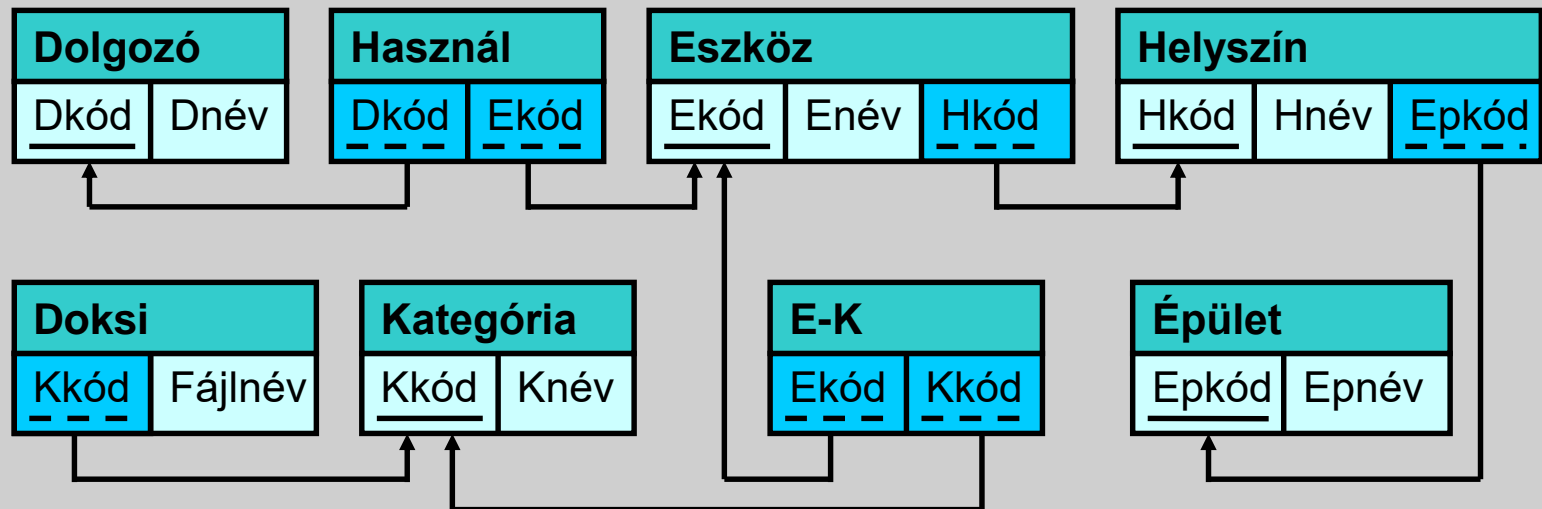 Dolgozó
Dkód Dnév
Használ
Dkód Ekód
Eszköz
Ekód Enév Hkód
Helyszín
Hkód Hnév Epkód
Doksi
Kkód Fájlnév
Kategória
Kkód Knév
E-K
Ekód Kkód
Épület
Epkód Epnév